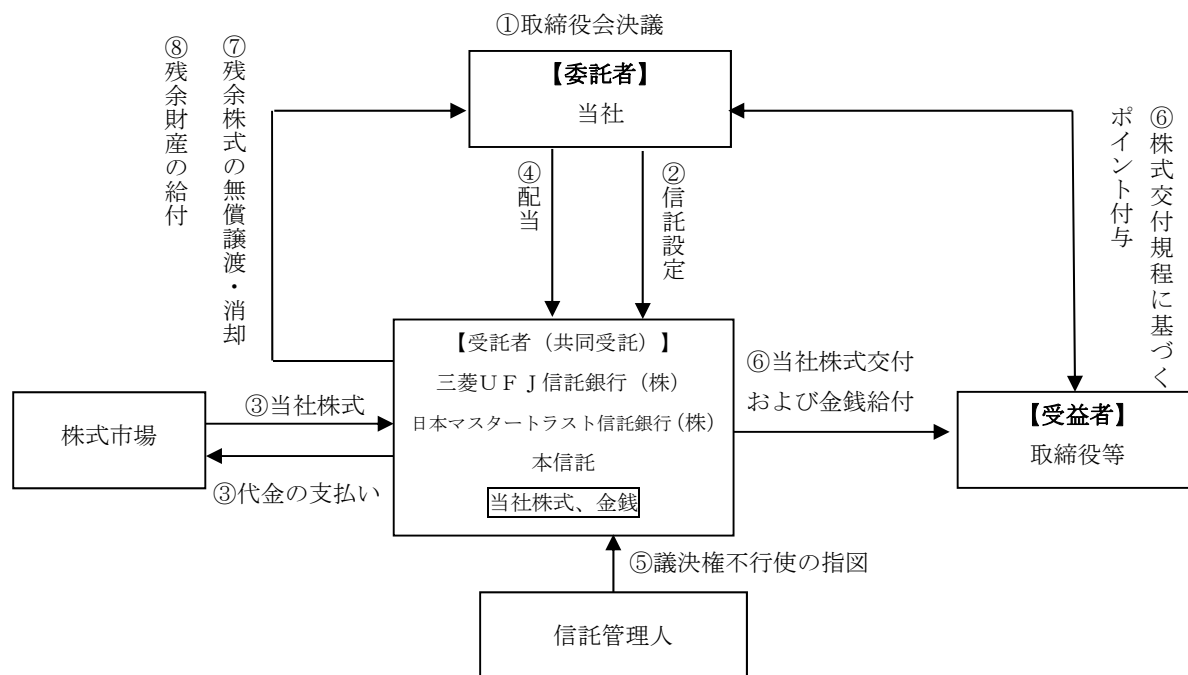 ①取締役会決議
【委託者】
当社
⑧残余財産の給付
⑦残余株式の無償譲渡・消却
④配当
②信託設定
⑥株式交付規程に基づく
ポイント付与
【受託者（共同受託）】
三菱ＵＦＪ信託銀行（株）
日本マスタートラスト信託銀行(株)
本信託
当社株式、金銭
株式市場
③当社株式
③代金の支払い
⑥当社株式交付
および金銭給付
【受益者】
取締役等
⑤議決権不行使の指図
信託管理人